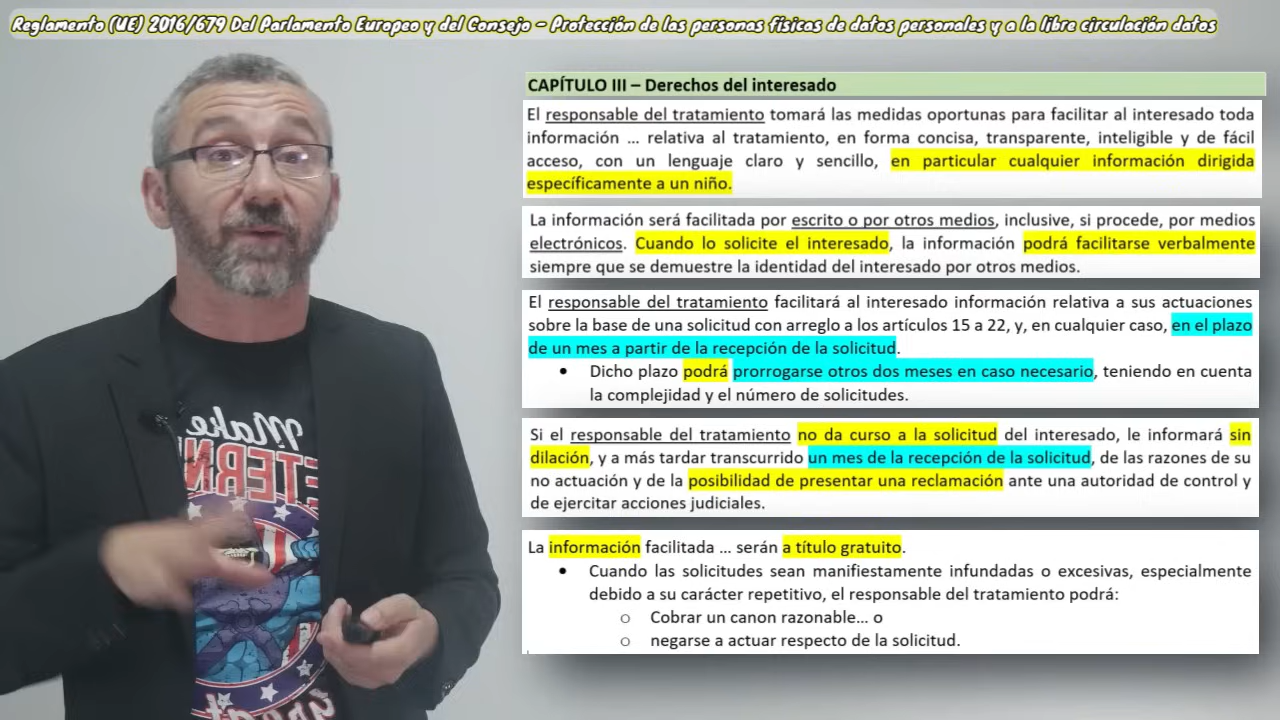 Reglamento (UE) 2016/679 Del Parlamento Europeo y del Consejo - Protección de las personas físicas de datos personales y a la libre circulación datos
CAPÍTULO III – Derechos del interesado
El responsable del tratamiento tomará las medidas oportunas para facilitar al interesado toda
información ... relativa al tratamiento, en forma concisa, transparente, inteligible y de fácil
acceso, con un lenguaje claro y sencillo, en particular cualquier información dirigida
específicamente a un niño.
La información será facilitada por escrito o por otros medios, inclusive, si procede, por medios
electrónicos. Cuando lo solicite el interesado, la información podrá facilitarse verbalmente
siempre que se demuestre la identidad del interesado por otros medios.
El responsable del tratamiento facilitará al interesado información relativa a sus actuaciones
sobre la base de una solicitud con arreglo a los artículos 15 a 22, y, en cualquier caso, en el plazo
de un mes a partir de la recepción de la solicitud.
• Dicho plazo podrá prorrogarse otros dos meses en caso necesario, teniendo en cuenta
la complejidad y el número de solicitudes.
Si el responsable del tratamiento no da curso a la solicitud del interesado, le informará sin
dilación, y a más tardar transcurrido un mes de la recepción de la solicitud, de las razones de su
no actuación y de la posibilidad de presentar una reclamación ante una autoridad de control y
de ejercitar acciones judiciales.
La información facilitada ... serán a título gratuito.
• Cuando las solicitudes sean manifiestamente infundadas o excesivas, especialmente
debido a su carácter repetitivo, el responsable del tratamiento podrá:
o Cobrar un canon razonable... o
o negarse a actuar respecto de la solicitud.
Make
ETERN